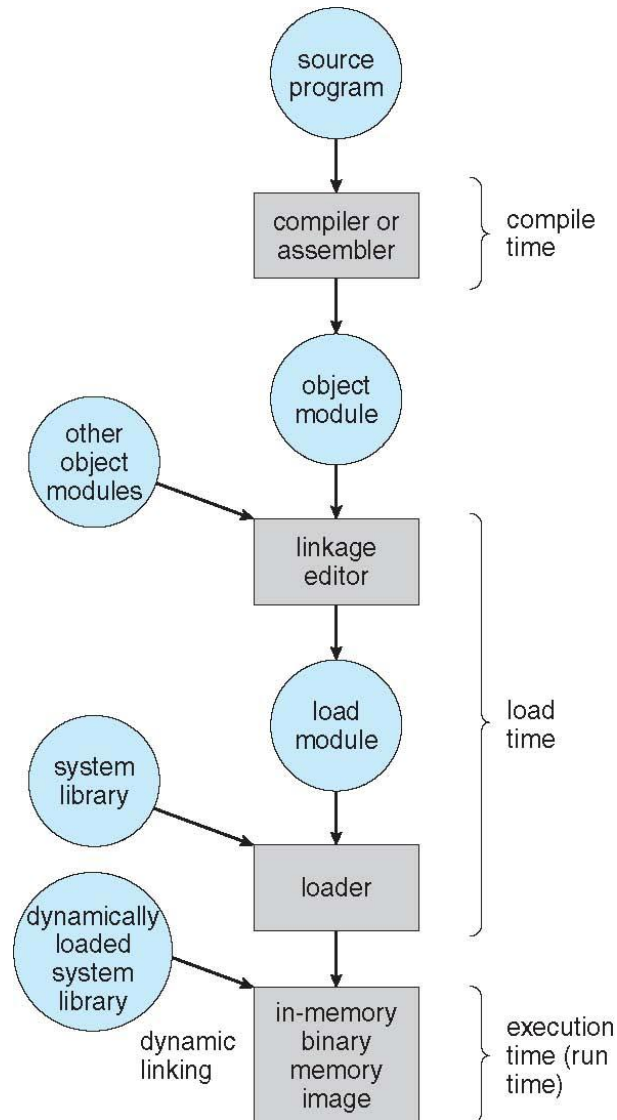 source
program
compiler or
assembler
compile
time
object
module
other
object
modules
linkage
editor
load
module
load
time
system
library
loader
dynamically
loaded
system
library
dynamic
linking
in-memory
binary
memory
image
execution
time (run
time)